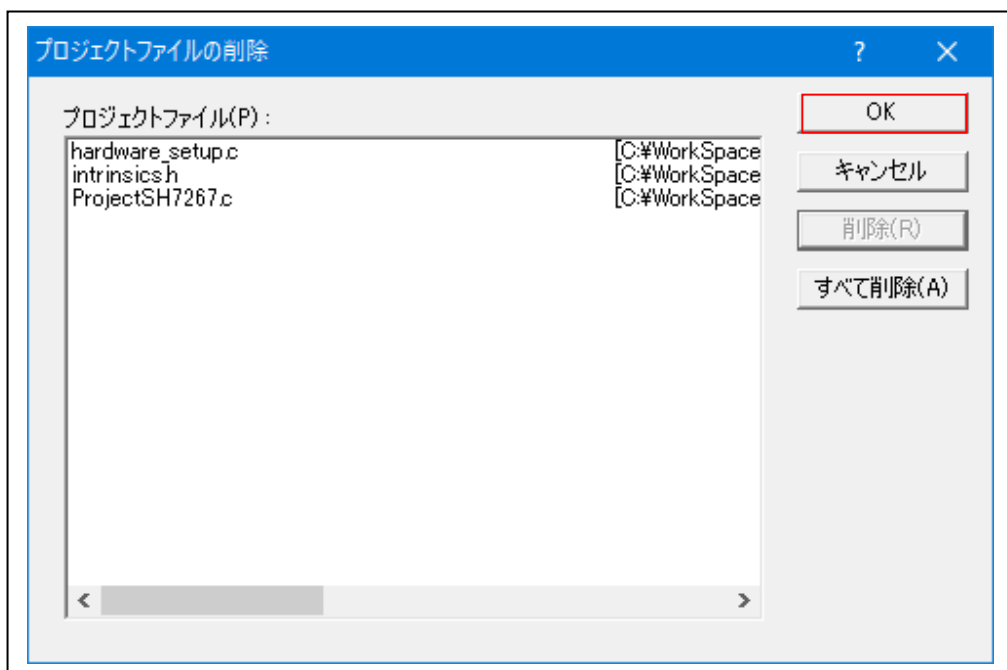 プロジェクトファイルの削除 ? ×
プロジェクトファイル(P) :
hardware_setup.c [C:¥WorkSpace
intrinsics.h [C:¥WorkSpace
ProjectSH7267.c [C:¥WorkSpace
OK
キャンセル
削除(R)
すべて削除(A)